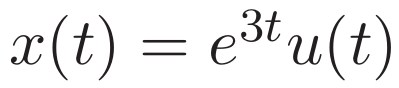 x(t) = e^{3t}u(t)